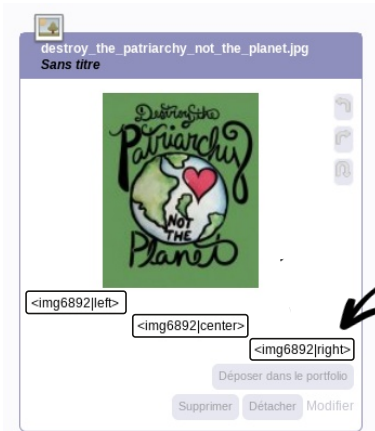 destroy_the_patriarchy_not_the_planet.jpg
Sans titre
Destroy the
Patriarchy
NOT
THE
Planet
<img6892|left>
<img6892|center>
<img6892|right>
Déposer dans le portfolio
Supprimer Détacher Modifier